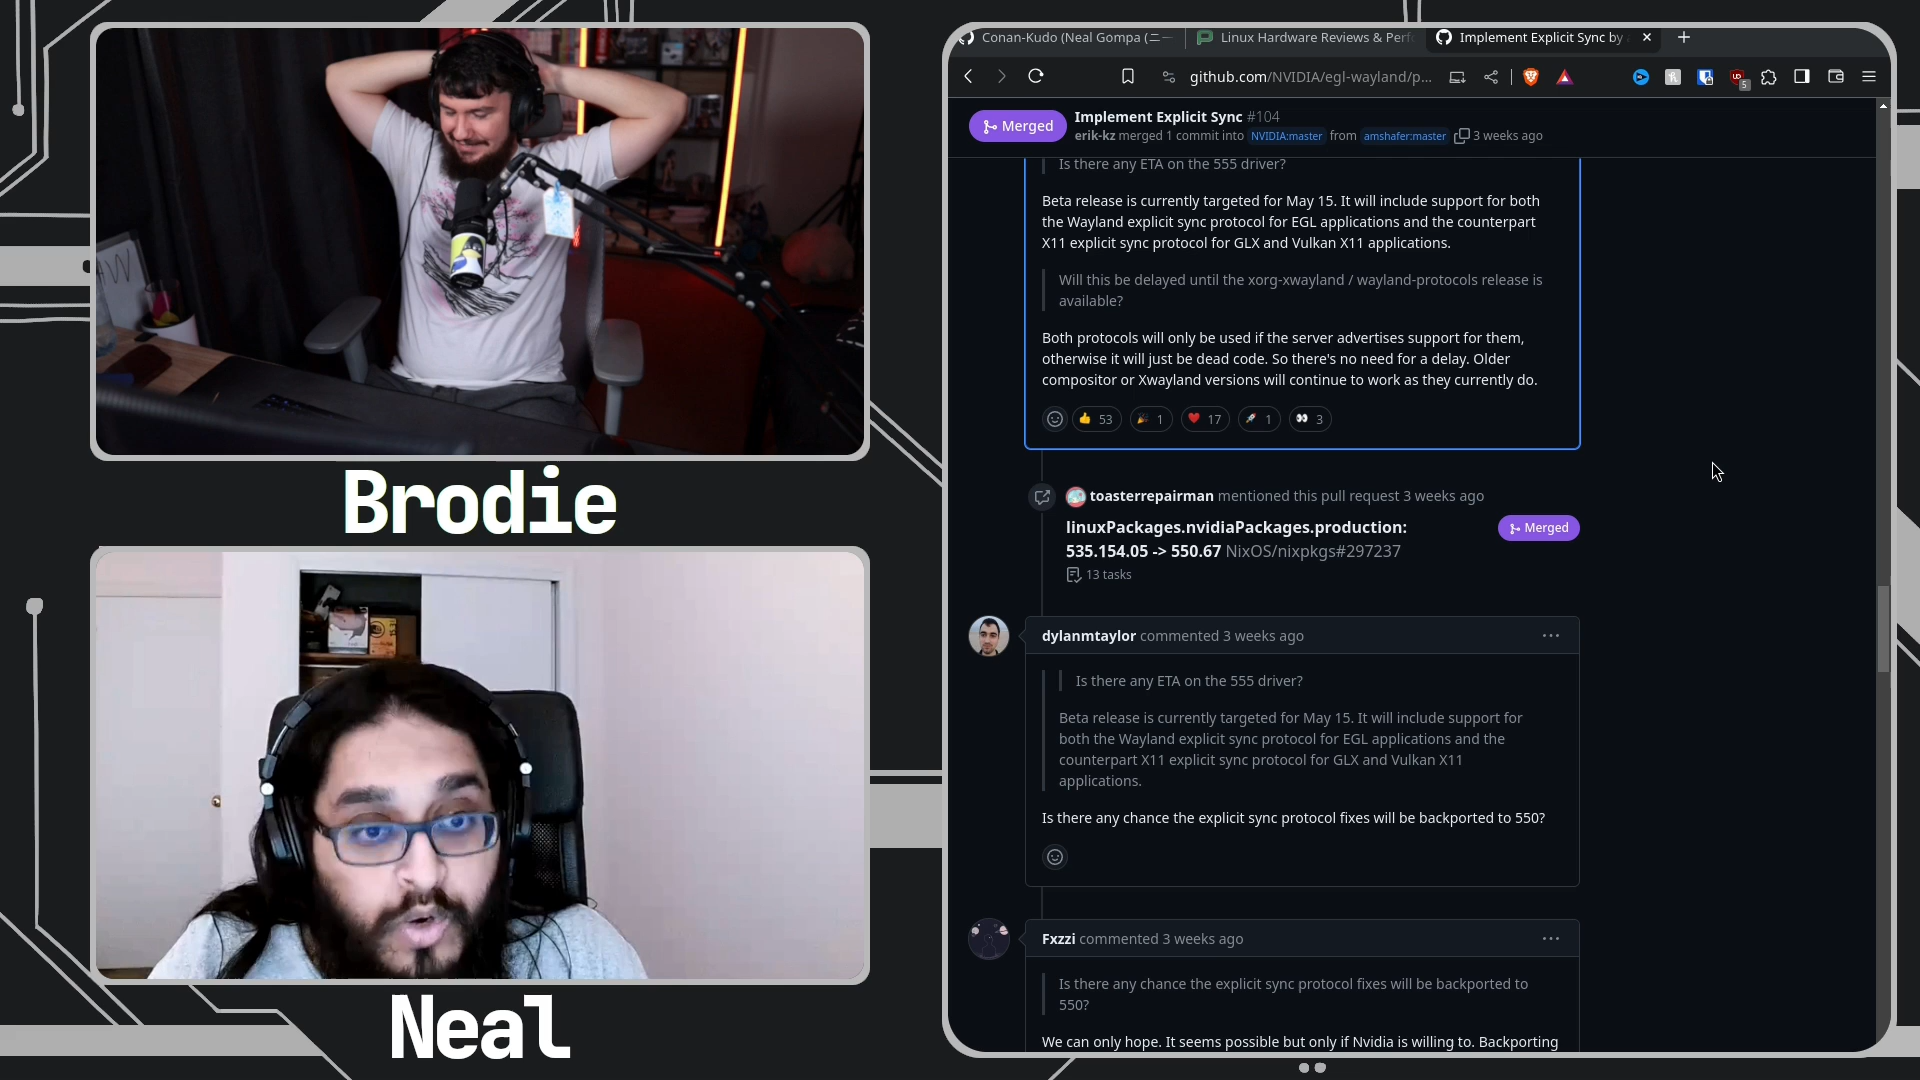 Brodie
Neal
Conan-Kudo (Neal Gompa (ニー
Linux Hardware Reviews & Perf
Implement Explicit Sync by
github.com/NVIDIA/egl-wayland/p...
5
Merged
Implement Explicit Sync #104
erik-kz merged 1 commit into NVIDIA:master from amshafer:master 3 weeks ago
Is there any ETA on the 555 driver?
Beta release is currently targeted for May 15. It will include support for both
the Wayland explicit sync protocol for EGL applications and the counterpart
X11 explicit sync protocol for GLX and Vulkan X11 applications.
Will this be delayed until the xorg-xwayland / wayland-protocols release is
available?
Both protocols will only be used if the server advertises support for them,
otherwise it will just be dead code. So there's no need for a delay. Older
compositor or Xwayland versions will continue to work as they currently do.
53 1 17 1 3
toasterrepairman mentioned this pull request 3 weeks ago
linuxPackages.nvidiaPackages.production:
535.154.05 -> 550.67 NixOS/nixpkgs#297237
Merged
13 tasks
dylanmtaylor commented 3 weeks ago
Is there any ETA on the 555 driver?
Beta release is currently targeted for May 15. It will include support for
both the Wayland explicit sync protocol for EGL applications and the
counterpart X11 explicit sync protocol for GLX and Vulkan X11
applications.
Is there any chance the explicit sync protocol fixes will be backported to 550?
Fxzzi commented 3 weeks ago
Is there any chance the explicit sync protocol fixes will be backported to
550?
We can only hope. It seems possible but only if Nvidia is willing to. Backporting